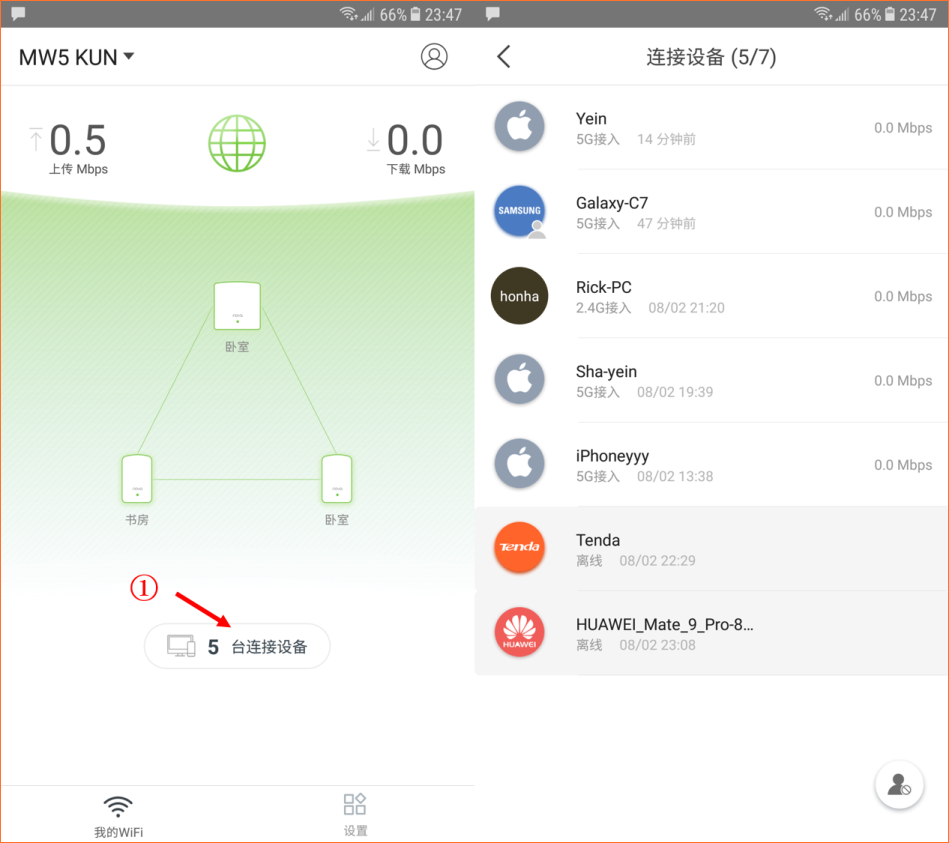 66% 23:47
MW5 KUN
0.5
上传 Mbps
0.0
下载 Mbps
卧室
书房
卧室
①
5 台连接设备
我的WiFi
设置
66% 23:47
连接设备 (5/7)
Yein
5G接入 14 分钟前
0.0 Mbps
SAMSUNG
Galaxy-C7
5G接入 47 分钟前
0.0 Mbps
honha
Rick-PC
2.4G接入 08/02 21:20
0.0 Mbps
Sha-yein
5G接入 08/02 19:39
0.0 Mbps
iPhoneyyy
5G接入 08/02 13:38
0.0 Mbps
Tenda
Tenda
离线 08/02 22:29
HUAWEI
HUAWEI_Mate_9_Pro-8...
离线 08/02 23:08